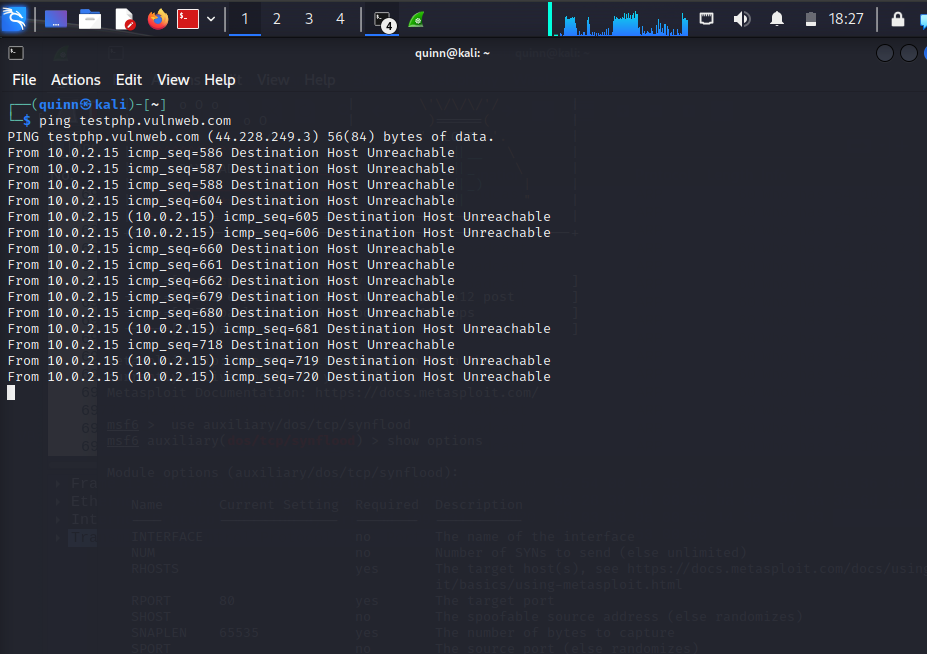 1 2 3 4 4 18:27
quinn@kali: ~
File Actions Edit View Help
┌──(quinn㉿kali)-[~]
└─$ ping testphp.vulnweb.com
PING testphp.vulnweb.com (44.228.249.3) 56(84) bytes of data.
From 10.0.2.15 icmp_seq=586 Destination Host Unreachable
From 10.0.2.15 icmp_seq=587 Destination Host Unreachable
From 10.0.2.15 icmp_seq=588 Destination Host Unreachable
From 10.0.2.15 icmp_seq=604 Destination Host Unreachable
From 10.0.2.15 (10.0.2.15) icmp_seq=605 Destination Host Unreachable
From 10.0.2.15 (10.0.2.15) icmp_seq=606 Destination Host Unreachable
From 10.0.2.15 icmp_seq=660 Destination Host Unreachable
From 10.0.2.15 icmp_seq=661 Destination Host Unreachable
From 10.0.2.15 icmp_seq=662 Destination Host Unreachable
From 10.0.2.15 icmp_seq=679 Destination Host Unreachable
From 10.0.2.15 icmp_seq=680 Destination Host Unreachable
From 10.0.2.15 (10.0.2.15) icmp_seq=681 Destination Host Unreachable
From 10.0.2.15 icmp_seq=718 Destination Host Unreachable
From 10.0.2.15 (10.0.2.15) icmp_seq=719 Destination Host Unreachable
From 10.0.2.15 (10.0.2.15) icmp_seq=720 Destination Host Unreachable
Metasploit Documentation: https://docs.metasploit.com/
msf6 > use auxiliary/dos/tcp/synflood
msf6 auxiliary( ) > show options
Module options (auxiliary/dos/tcp/synflood):
Name Current Setting Required Description
INTERFACE no The name of the interface
NUM no Number of SYNs to send (else unlimited)
RHOSTS yes The target host(s), see https://docs.metasploit.com/docs/using
it/basics/using-metasploit.html
RPORT 80 yes The target port
SHOST no The spoofable source address (else randomizes)
SNAPLEN 65535 yes The number of bytes to capture
SPORT no The source port (else randomizes)